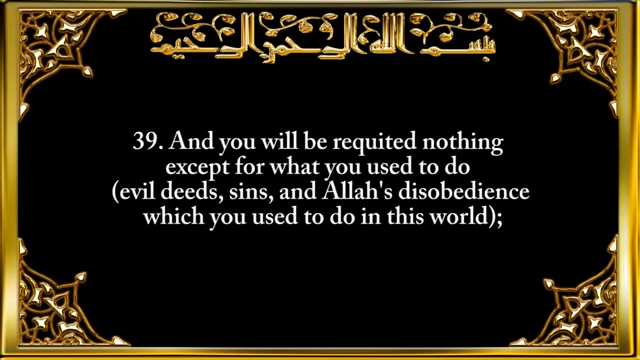 بسم الله الرحمن الرحيم
39. And you will be requited nothing
except for what you used to do
(evil deeds, sins, and Allah's disobedience
which you used to do in this world);